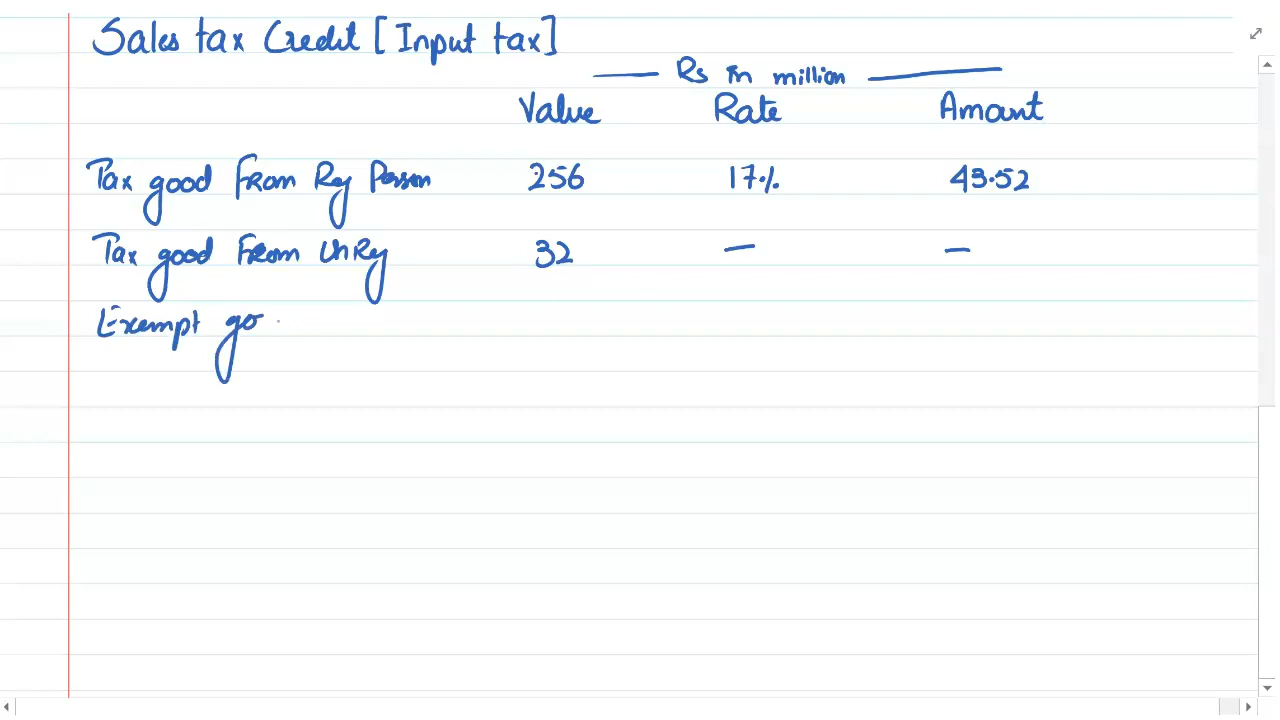 Sales tax Credit [Input tax]
Rs in million
Value Rate Amount
Tax good From Reg Person 256 17% 43.52
Tax good From UnReg 32 — —
Exempt go